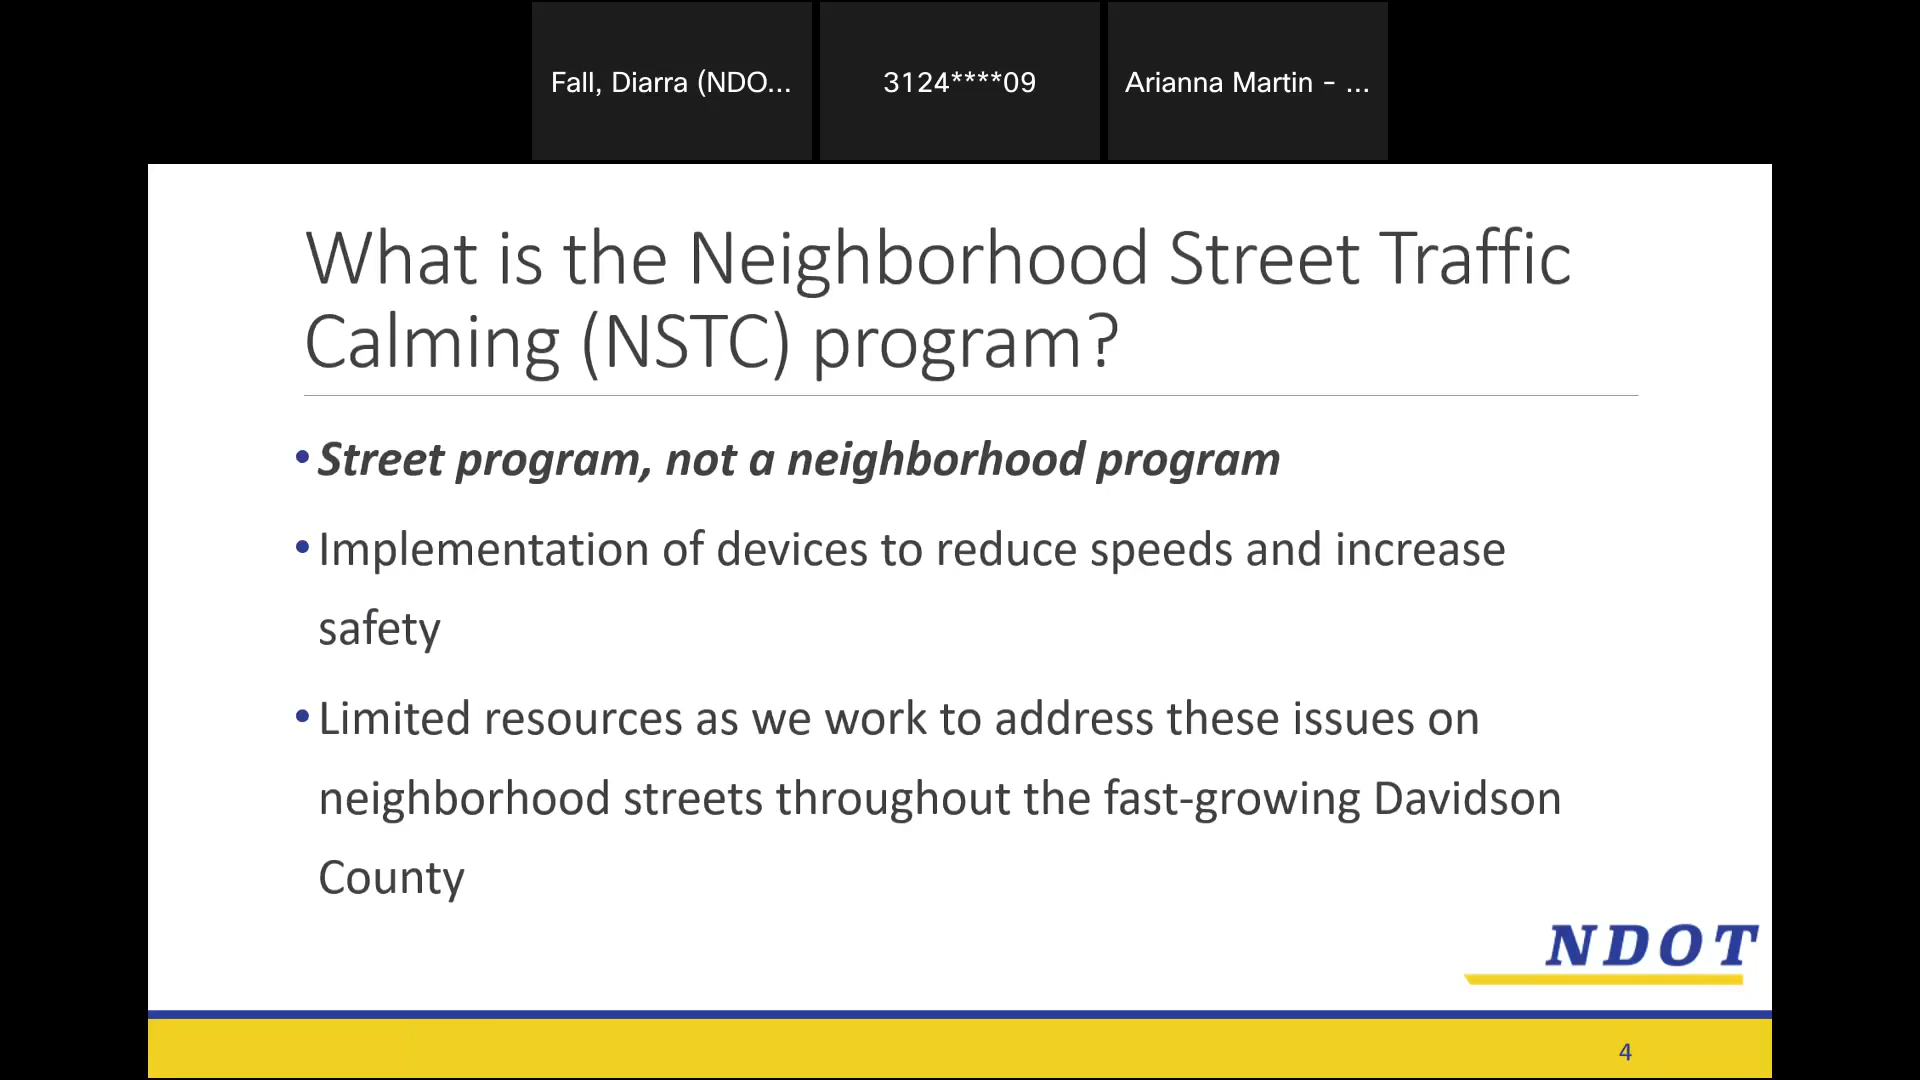 Fall, Diarra (NDO...
3124****09
Arianna Martin - ...
What is the Neighborhood Street Traffic
Calming (NSTC) program?
• Street program, not a neighborhood program
• Implementation of devices to reduce speeds and increase
safety
• Limited resources as we work to address these issues on
neighborhood streets throughout the fast-growing Davidson
County
NDOT
4